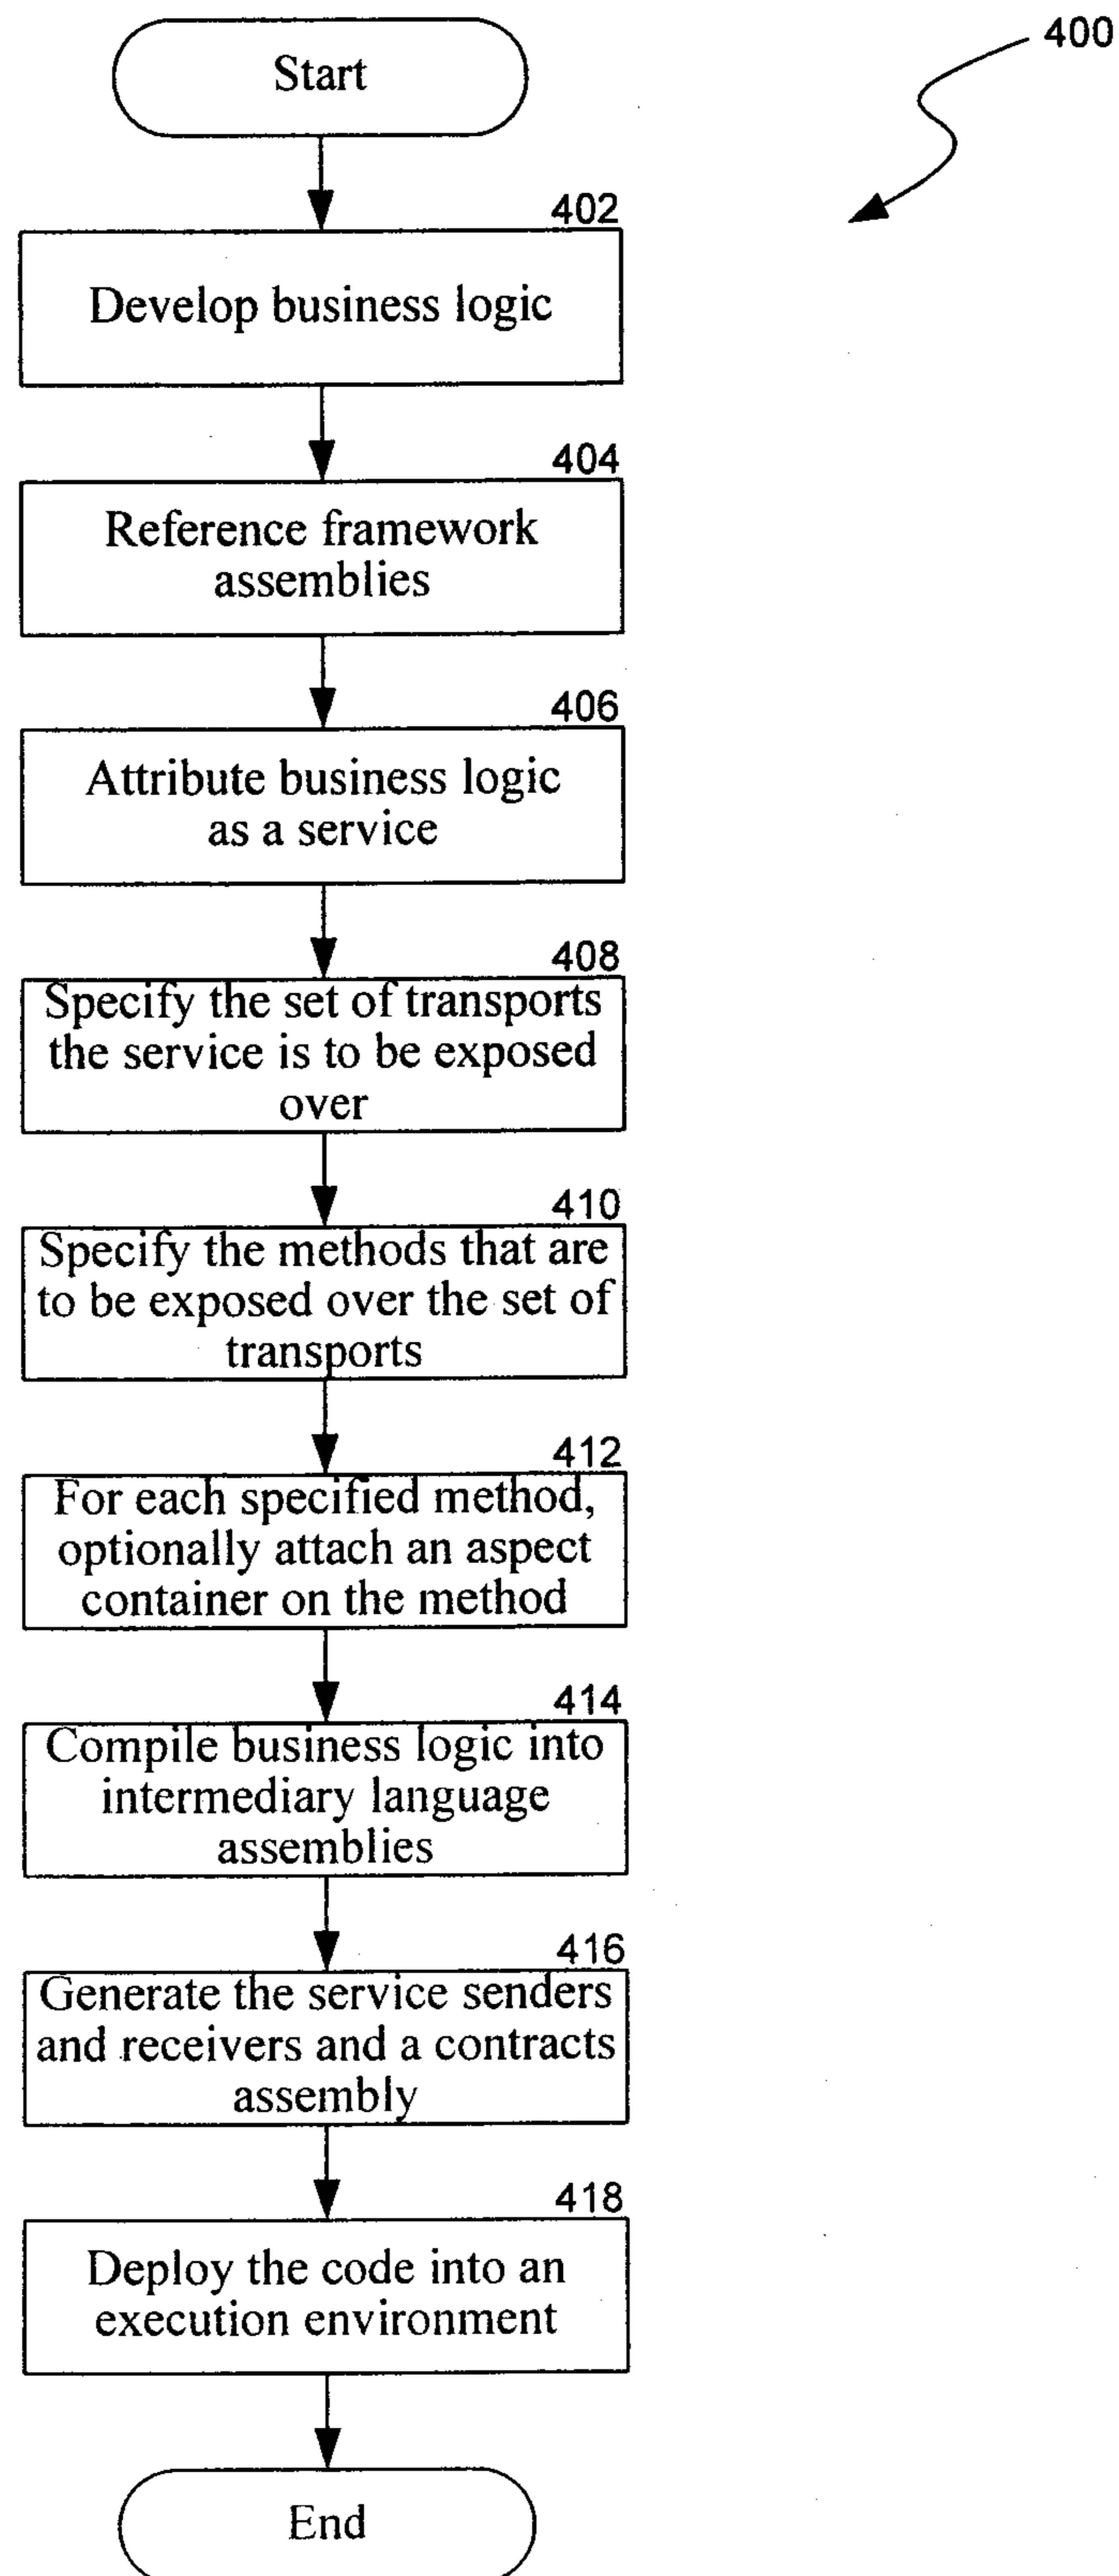 Start
400
402
Develop business logic
404
Reference framework
assemblies
406
Attribute business logic
as a service
408
Specify the set of transports
the service is to be exposed
over
410
Specify the methods that are
to be exposed over the set of
transports
412
For each specified method,
optionally attach an aspect
container on the method
414
Compile business logic into
intermediary language
assemblies
416
Generate the service senders
and receivers and a contracts
assembly
418
Deploy the code into an
execution environment
End